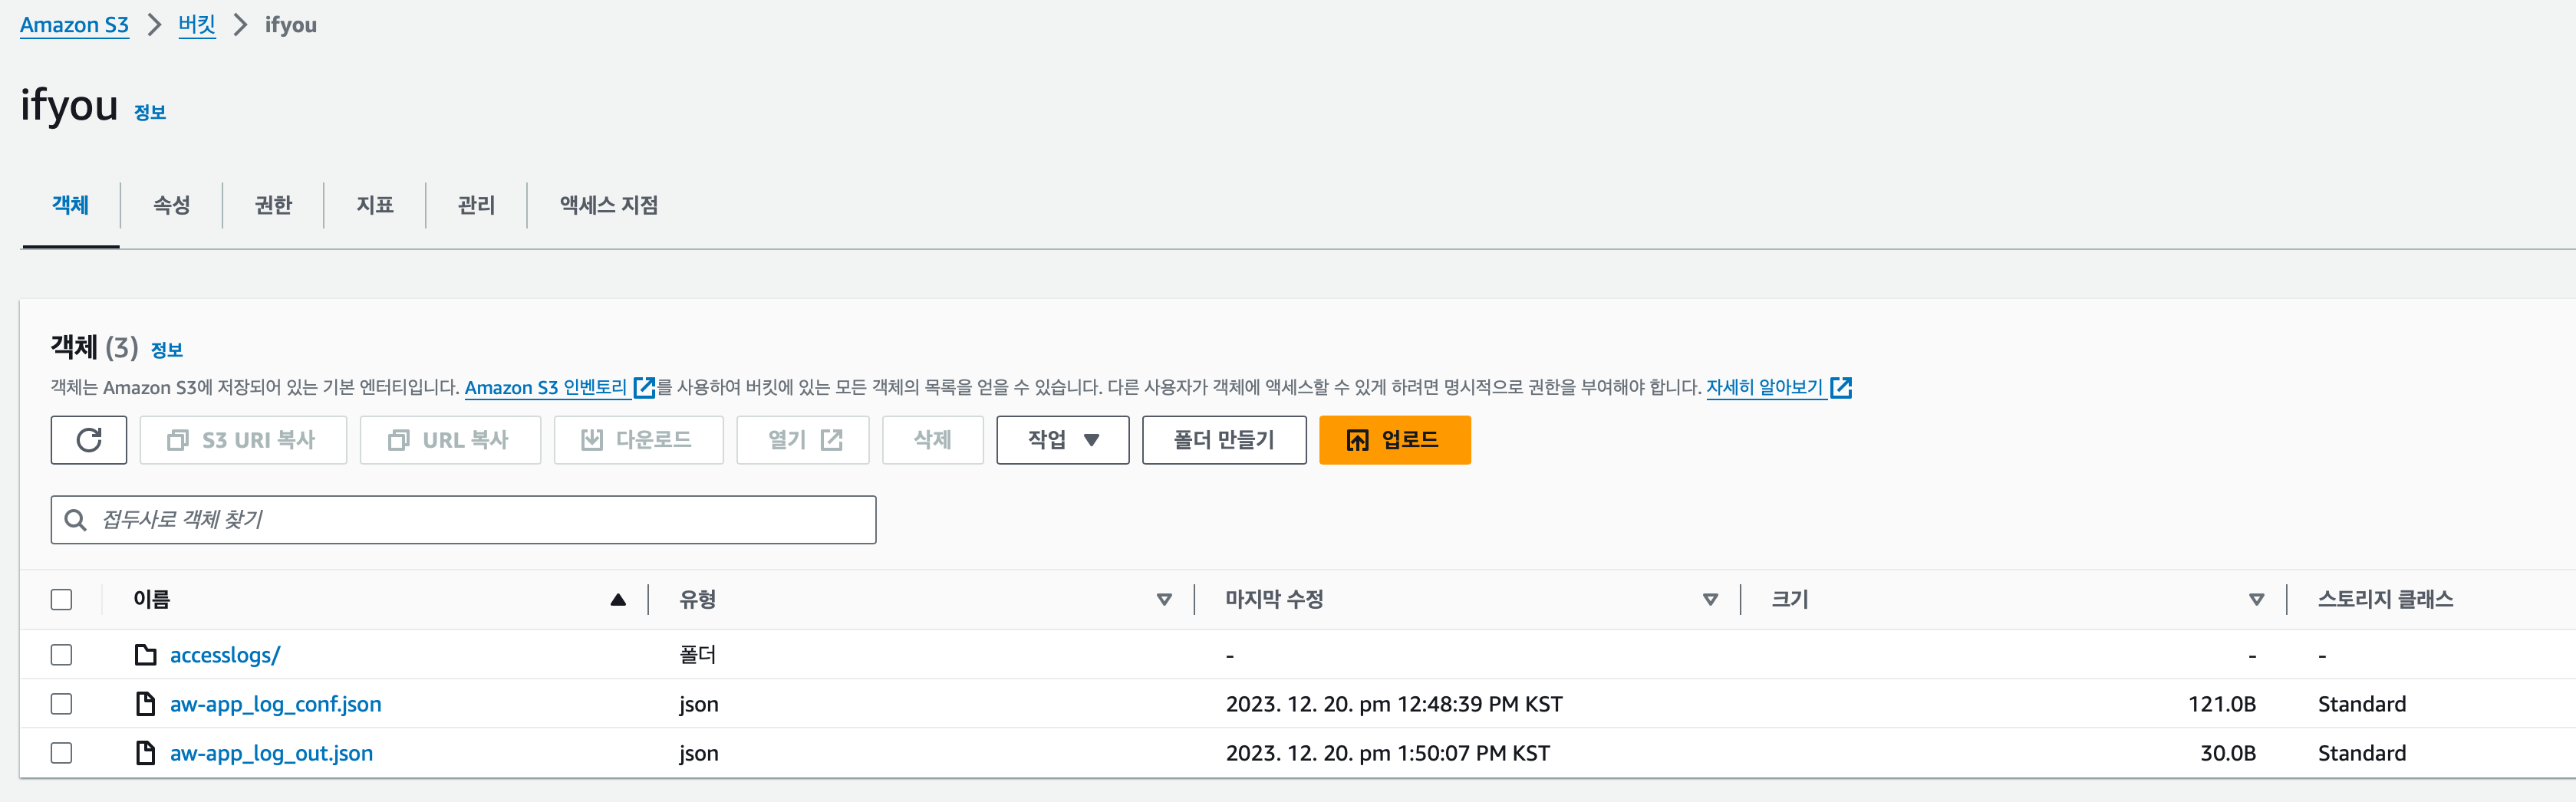 Amazon S3 > 버킷 > ifyou
ifyou 정보
객체 속성 권한 지표 관리 액세스 지점
객체 (3) 정보
객체는 Amazon S3에 저장되어 있는 기본 엔터티입니다. Amazon S3 인벤토리 를 사용하여 버킷에 있는 모든 객체의 목록을 얻을 수 있습니다. 다른 사용자가 객체에 액세스할 수 있게 하려면 명시적으로 권한을 부여해야 합니다. 자세히 알아보기
S3 URI 복사 URL 복사 다운로드 열기 삭제 작업 폴더 만들기 업로드
접두사로 객체 찾기
이름 유형 마지막 수정 크기 스토리지 클래스
accesslogs/ 폴더 - - -
aw-app_log_conf.json json 2023. 12. 20. pm 12:48:39 PM KST 121.0B Standard
aw-app_log_out.json json 2023. 12. 20. pm 1:50:07 PM KST 30.0B Standard